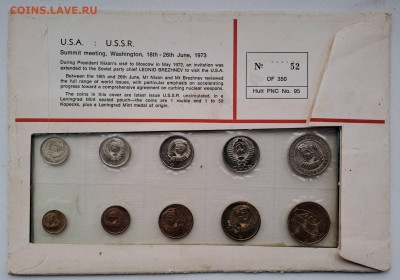 COINS.SU
МОНЕТЫ.RU
U.S.A. : U.S.S.R.
Summit meeting, Washington, 18th-26th June, 1973
During President Nixon's visit to Moscow in May 1972, an invitation was
extended to the Soviet party chief LEONID BREZHNEV to visit the U.S.A.
Between the 18th and 26th June, Mr Nixon and Mr Brezhnev reviewed
the full range of world issues, with particular emphasis on accelerating
progress toward a comprehensive agreement on curbing nuclear weapons.
The coins in this cover are latest issue U.S.S.R. uncirculated, in a
Leningrad Mint sealed pouch—the coins are 1 rouble and 1 to 50
Kopecks, plus a Leningrad Mint medal of origin.
No 52
OF 350
Hutt PNC No. 95